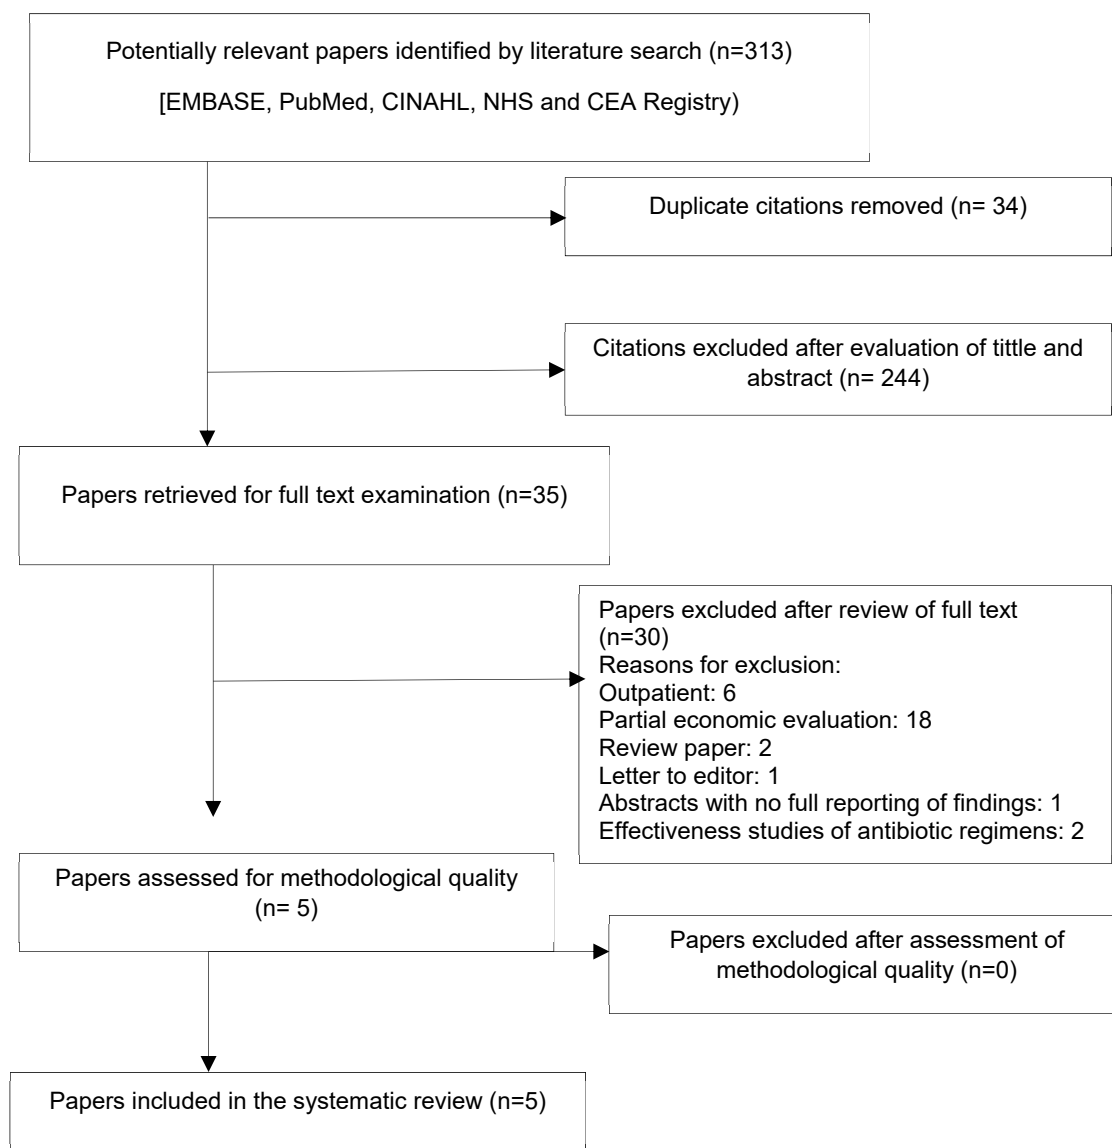 Potentially relevant papers identified by literature search (n=313)
[EMBASE, PubMed, CINAHL, NHS and CEA Registry)
Duplicate citations removed (n= 34)
Citations excluded after evaluation of tittle and
abstract (n= 244)
Papers retrieved for full text examination (n=35)
Papers excluded after review of full text
(n=30)
Reasons for exclusion:
Outpatient: 6
Partial economic evaluation: 18
Review paper: 2
Letter to editor: 1
Abstracts with no full reporting of findings: 1
Effectiveness studies of antibiotic regimens: 2
Papers assessed for methodological quality
(n= 5)
Papers excluded after assessment of
methodological quality (n=0)
Papers included in the systematic review (n=5)